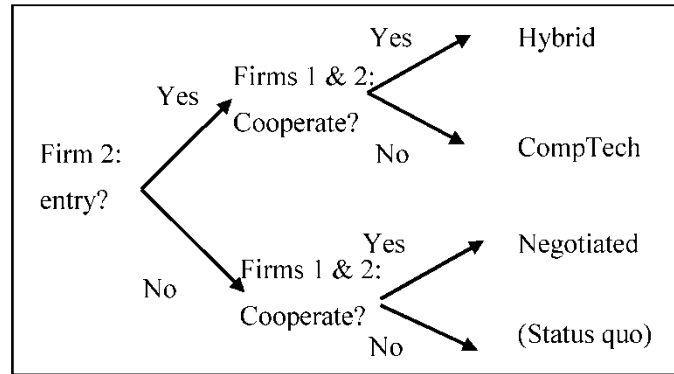 Yes
Hybrid
Firms 1 & 2:
Yes
Cooperate?
No
CompTech
Firm 2:
entry?
Yes
Negotiated
Firms 1 & 2:
No
Cooperate?
(Status quo)
No